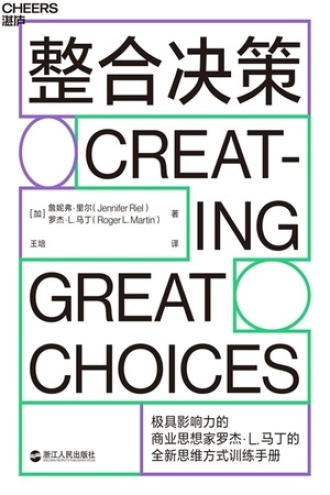 CHEERS
湛庐
整合决策
CREAT-
ING
[加] 詹妮弗·里尔(Jennifer Riel)
罗杰·L.马丁(Roger L. Martin) 著
王培 译
GREAT
CHOICES
极具影响力的
商业思想家罗杰·L.马丁的
全新思维方式训练手册
浙江人民出版社